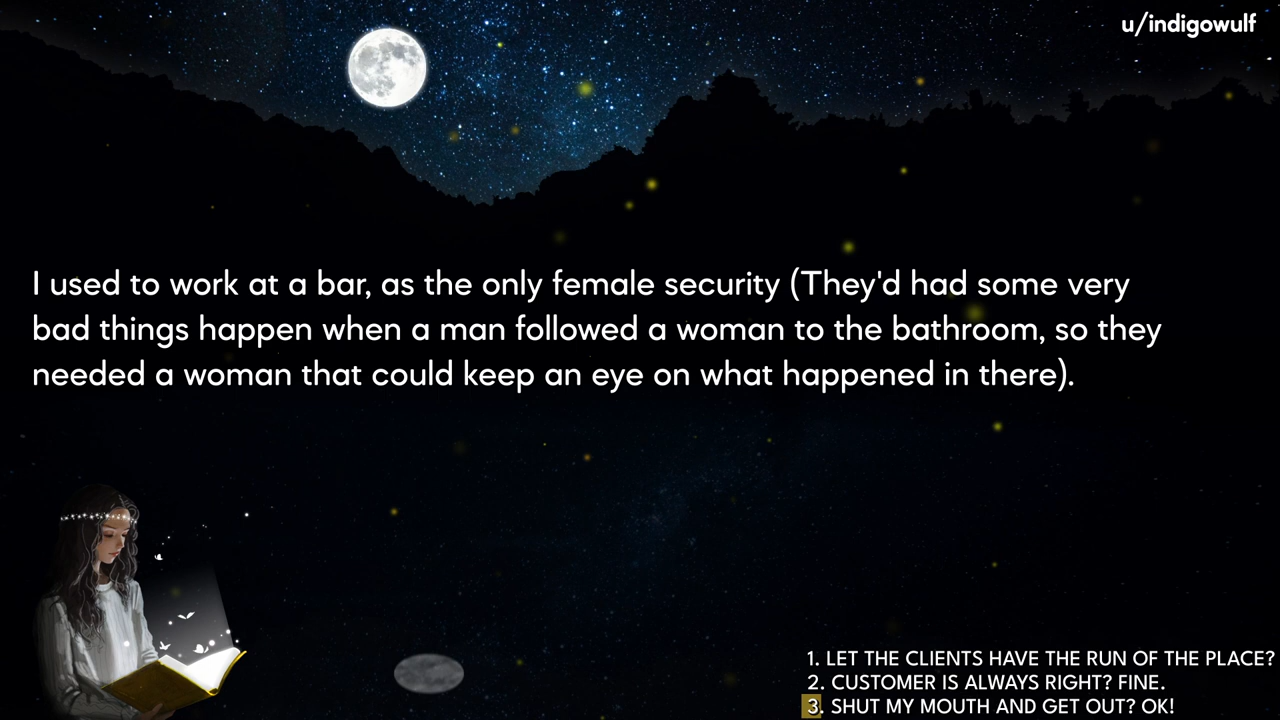 u/indigowulf
I used to work at a bar, as the only female security (They'd had some very
bad things happen when a man followed a woman to the bathroom, so they
needed a woman that could keep an eye on what happened in there).
1. LET THE CLIENTS HAVE THE RUN OF THE PLACE?
2. CUSTOMER IS ALWAYS RIGHT? FINE.
3. SHUT MY MOUTH AND GET OUT? OK!